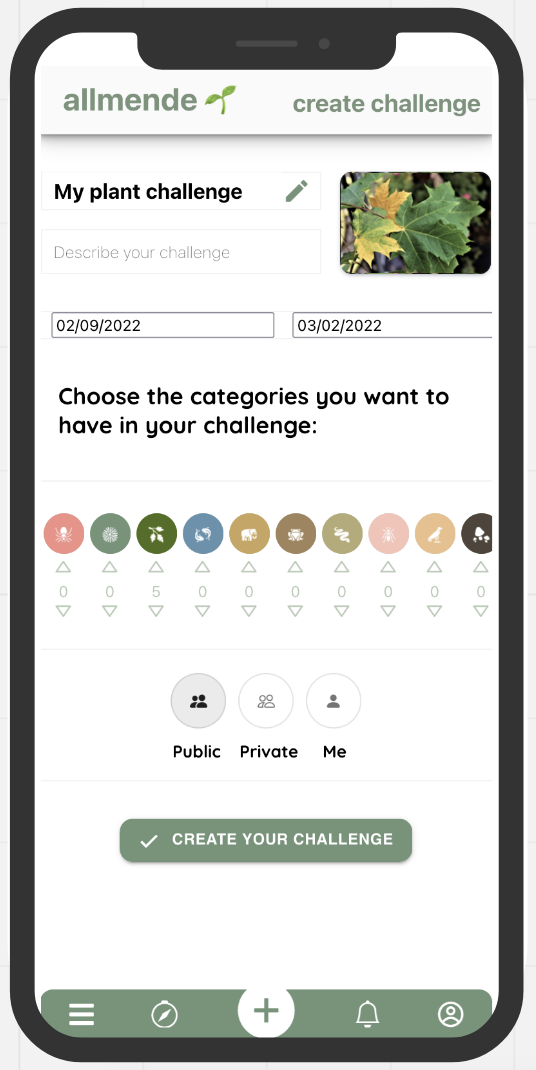 allmende
create challenge
My plant challenge
Describe your challenge
02/09/2022
03/02/2022
Choose the categories you want to
have in your challenge:
0 0 5 0 0 0 0 0 0 0
Public Private Me
CREATE YOUR CHALLENGE